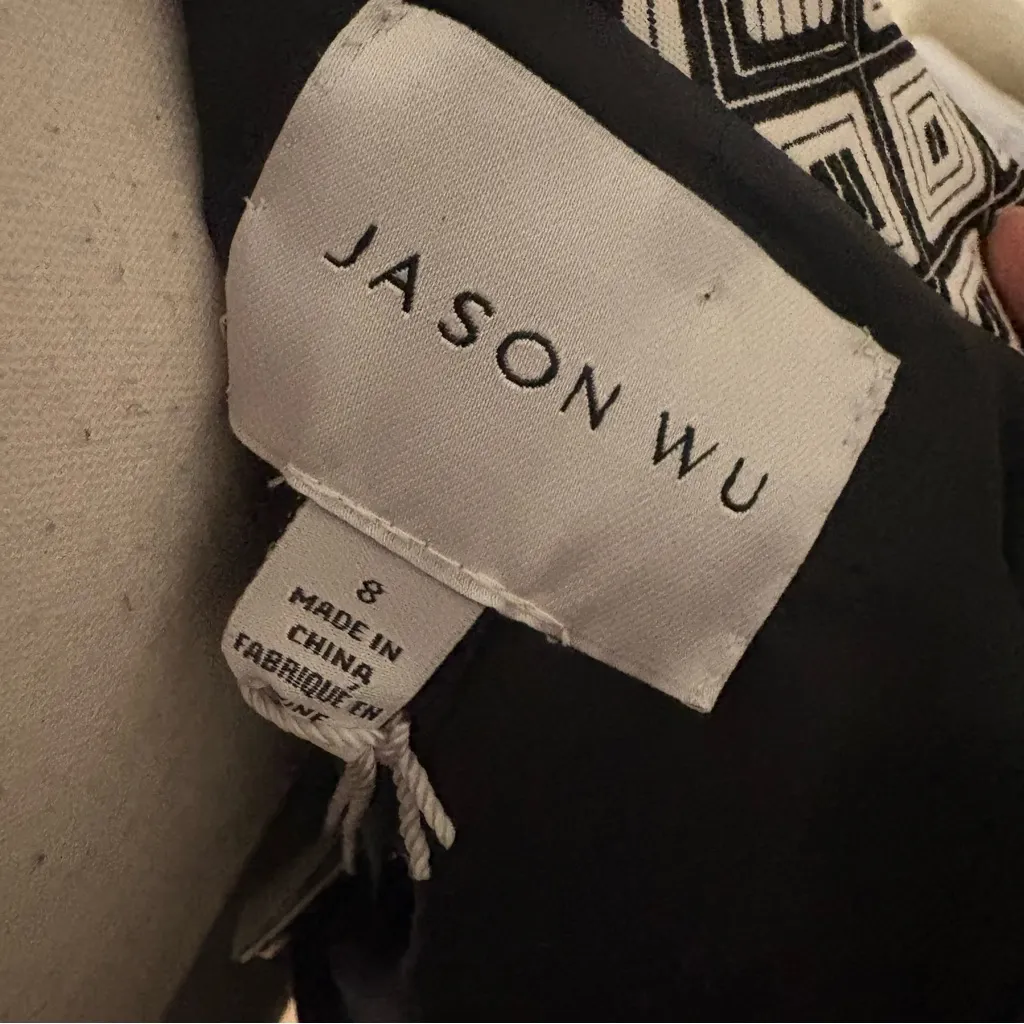 JASON WU
8
MADE IN
CHINA
FABRIQUÉ EN